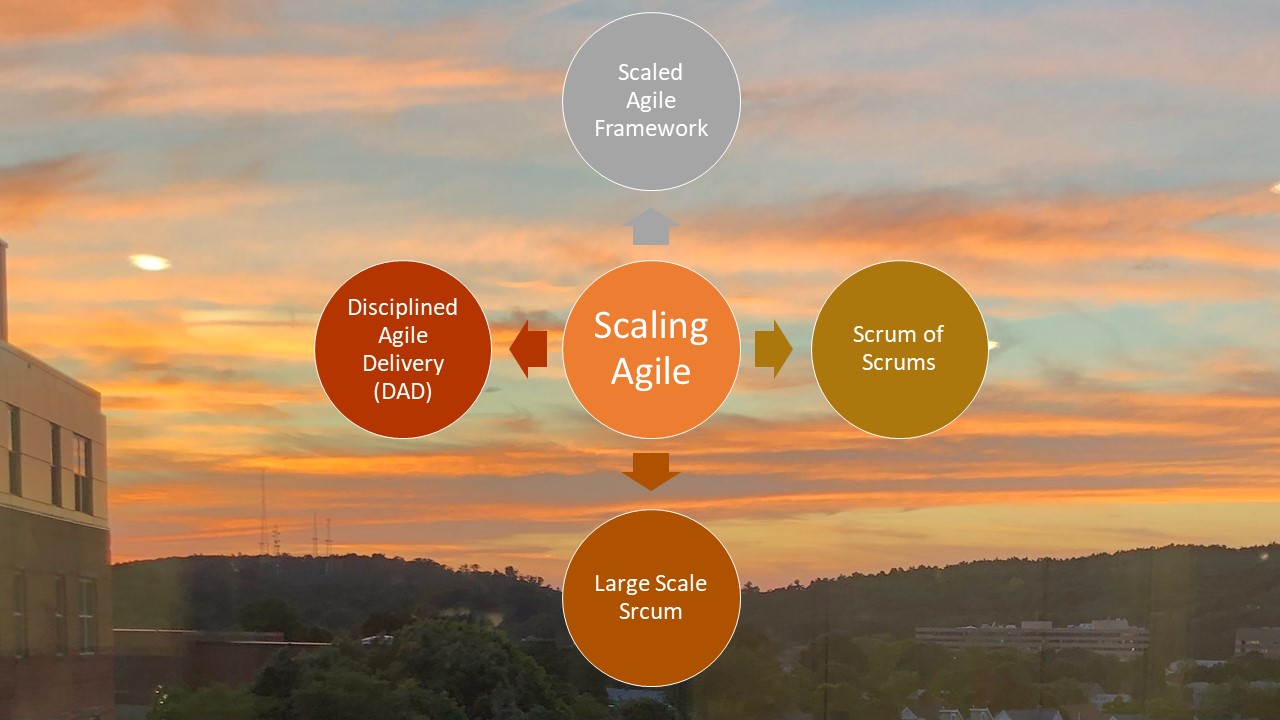 Scaled
Agile
Framework
Disciplined
Agile
Delivery
(DAD)
Scaling
Agile
Scrum of
Scrums
Large Scale
Srcum